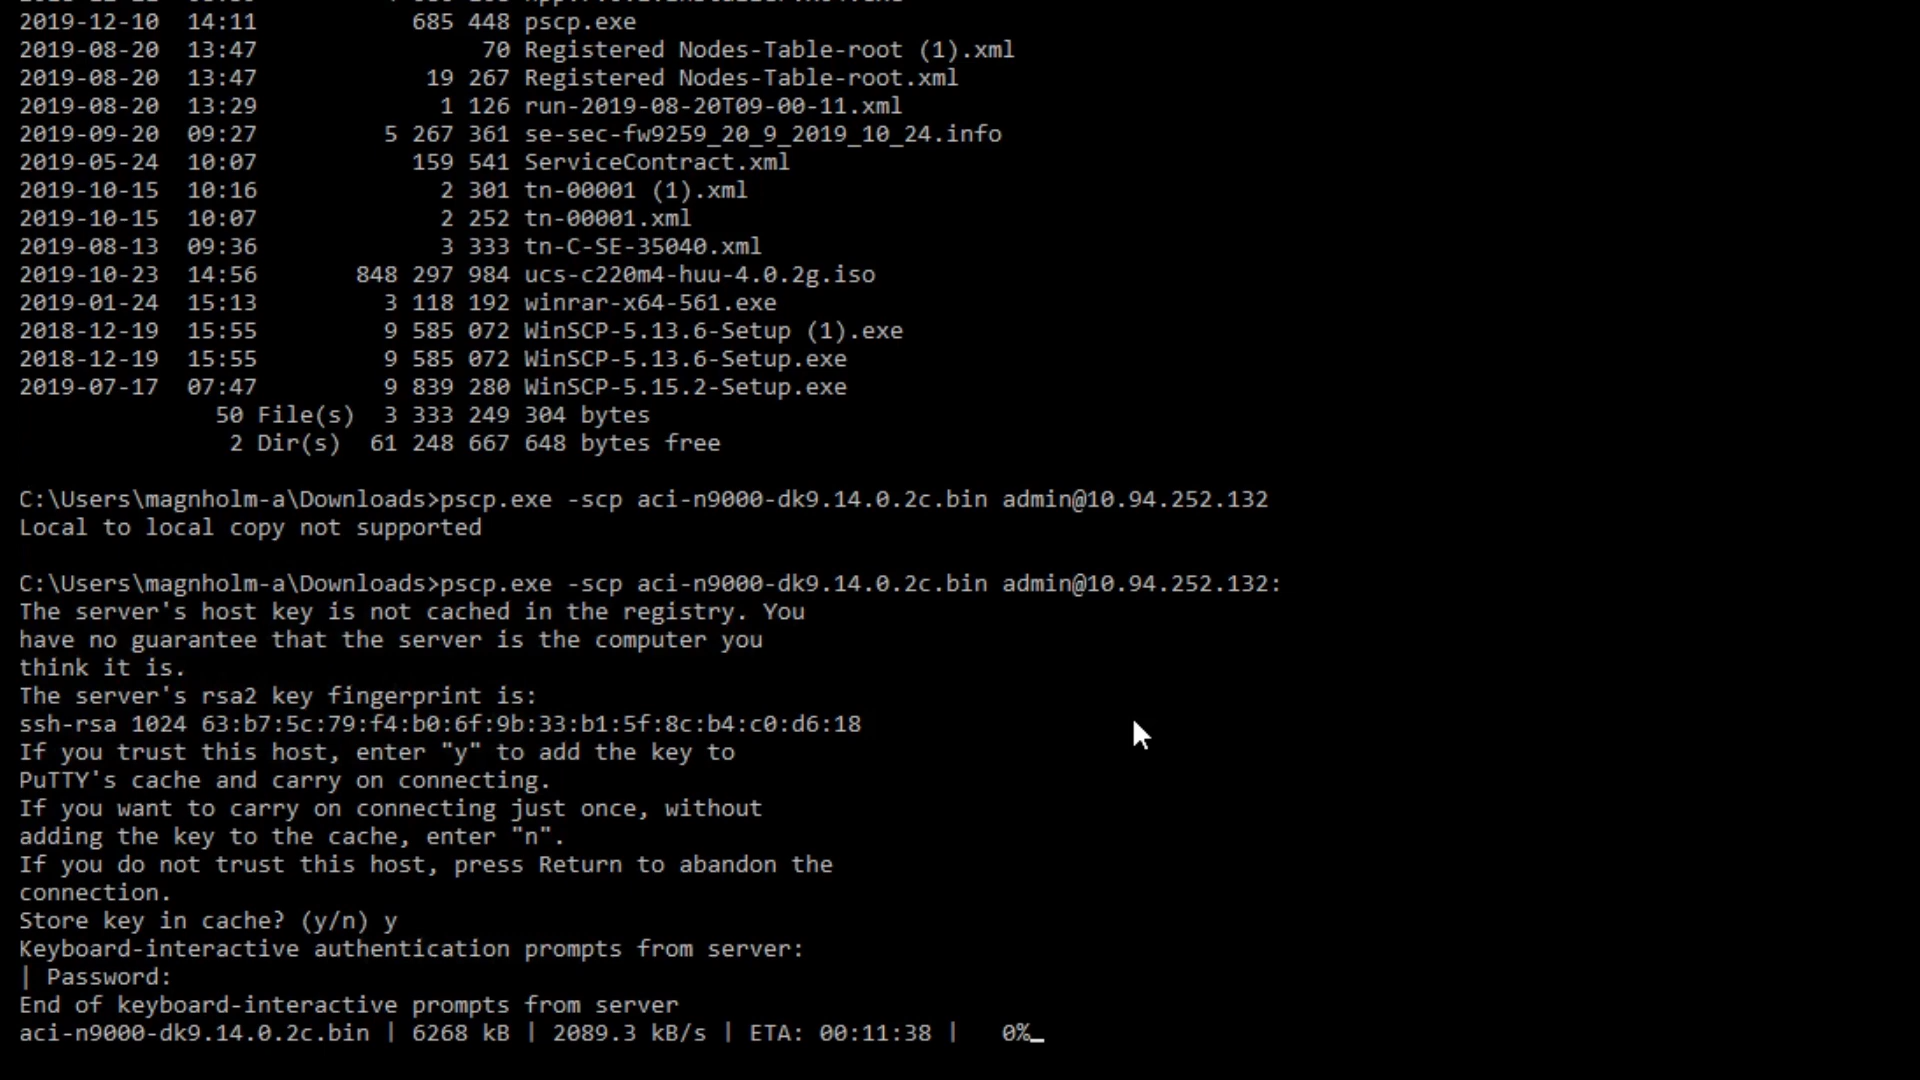 2019-12-10  14:11           685 448 pscp.exe
2019-08-20  13:47                70 Registered Nodes-Table-root (1).xml
2019-08-20  13:47            19 267 Registered Nodes-Table-root.xml
2019-08-20  13:29             1 126 run-2019-08-20T09-00-11.xml
2019-09-20  09:27         5 267 361 se-sec-fw9259_20_9_2019_10_24.info
2019-05-24  10:07           159 541 ServiceContract.xml
2019-10-15  10:16             2 301 tn-00001 (1).xml
2019-10-15  10:07             2 252 tn-00001.xml
2019-08-13  09:36             3 333 tn-C-SE-35040.xml
2019-10-23  14:56       848 297 984 ucs-c220m4-huu-4.0.2g.iso
2019-01-24  15:13         3 118 192 winrar-x64-561.exe
2018-12-19  15:55         9 585 072 WinSCP-5.13.6-Setup (1).exe
2018-12-19  15:55         9 585 072 WinSCP-5.13.6-Setup.exe
2019-07-17  07:47         9 839 280 WinSCP-5.15.2-Setup.exe
50 File(s)  3 333 249 304 bytes
2 Dir(s)  61 248 667 648 bytes free
C:\Users\magnholm-a\Downloads>pscp.exe -scp aci-n9000-dk9.14.0.2c.bin admin@10.94.252.132
Local to local copy not supported
C:\Users\magnholm-a\Downloads>pscp.exe -scp aci-n9000-dk9.14.0.2c.bin admin@10.94.252.132:
The server's host key is not cached in the registry. You
have no guarantee that the server is the computer you
think it is.
The server's rsa2 key fingerprint is:
ssh-rsa 1024 63:b7:5c:79:f4:b0:6f:9b:33:b1:5f:8c:b4:c0:d6:18
If you trust this host, enter "y" to add the key to
PuTTY's cache and carry on connecting.
If you want to carry on connecting just once, without
adding the key to the cache, enter "n".
If you do not trust this host, press Return to abandon the
connection.
Store key in cache? (y/n) y
Keyboard-interactive authentication prompts from server:
| Password:
End of keyboard-interactive prompts from server
aci-n9000-dk9.14.0.2c.bin | 6268 kB | 2089.3 kB/s | ETA: 00:11:38 |   0%_